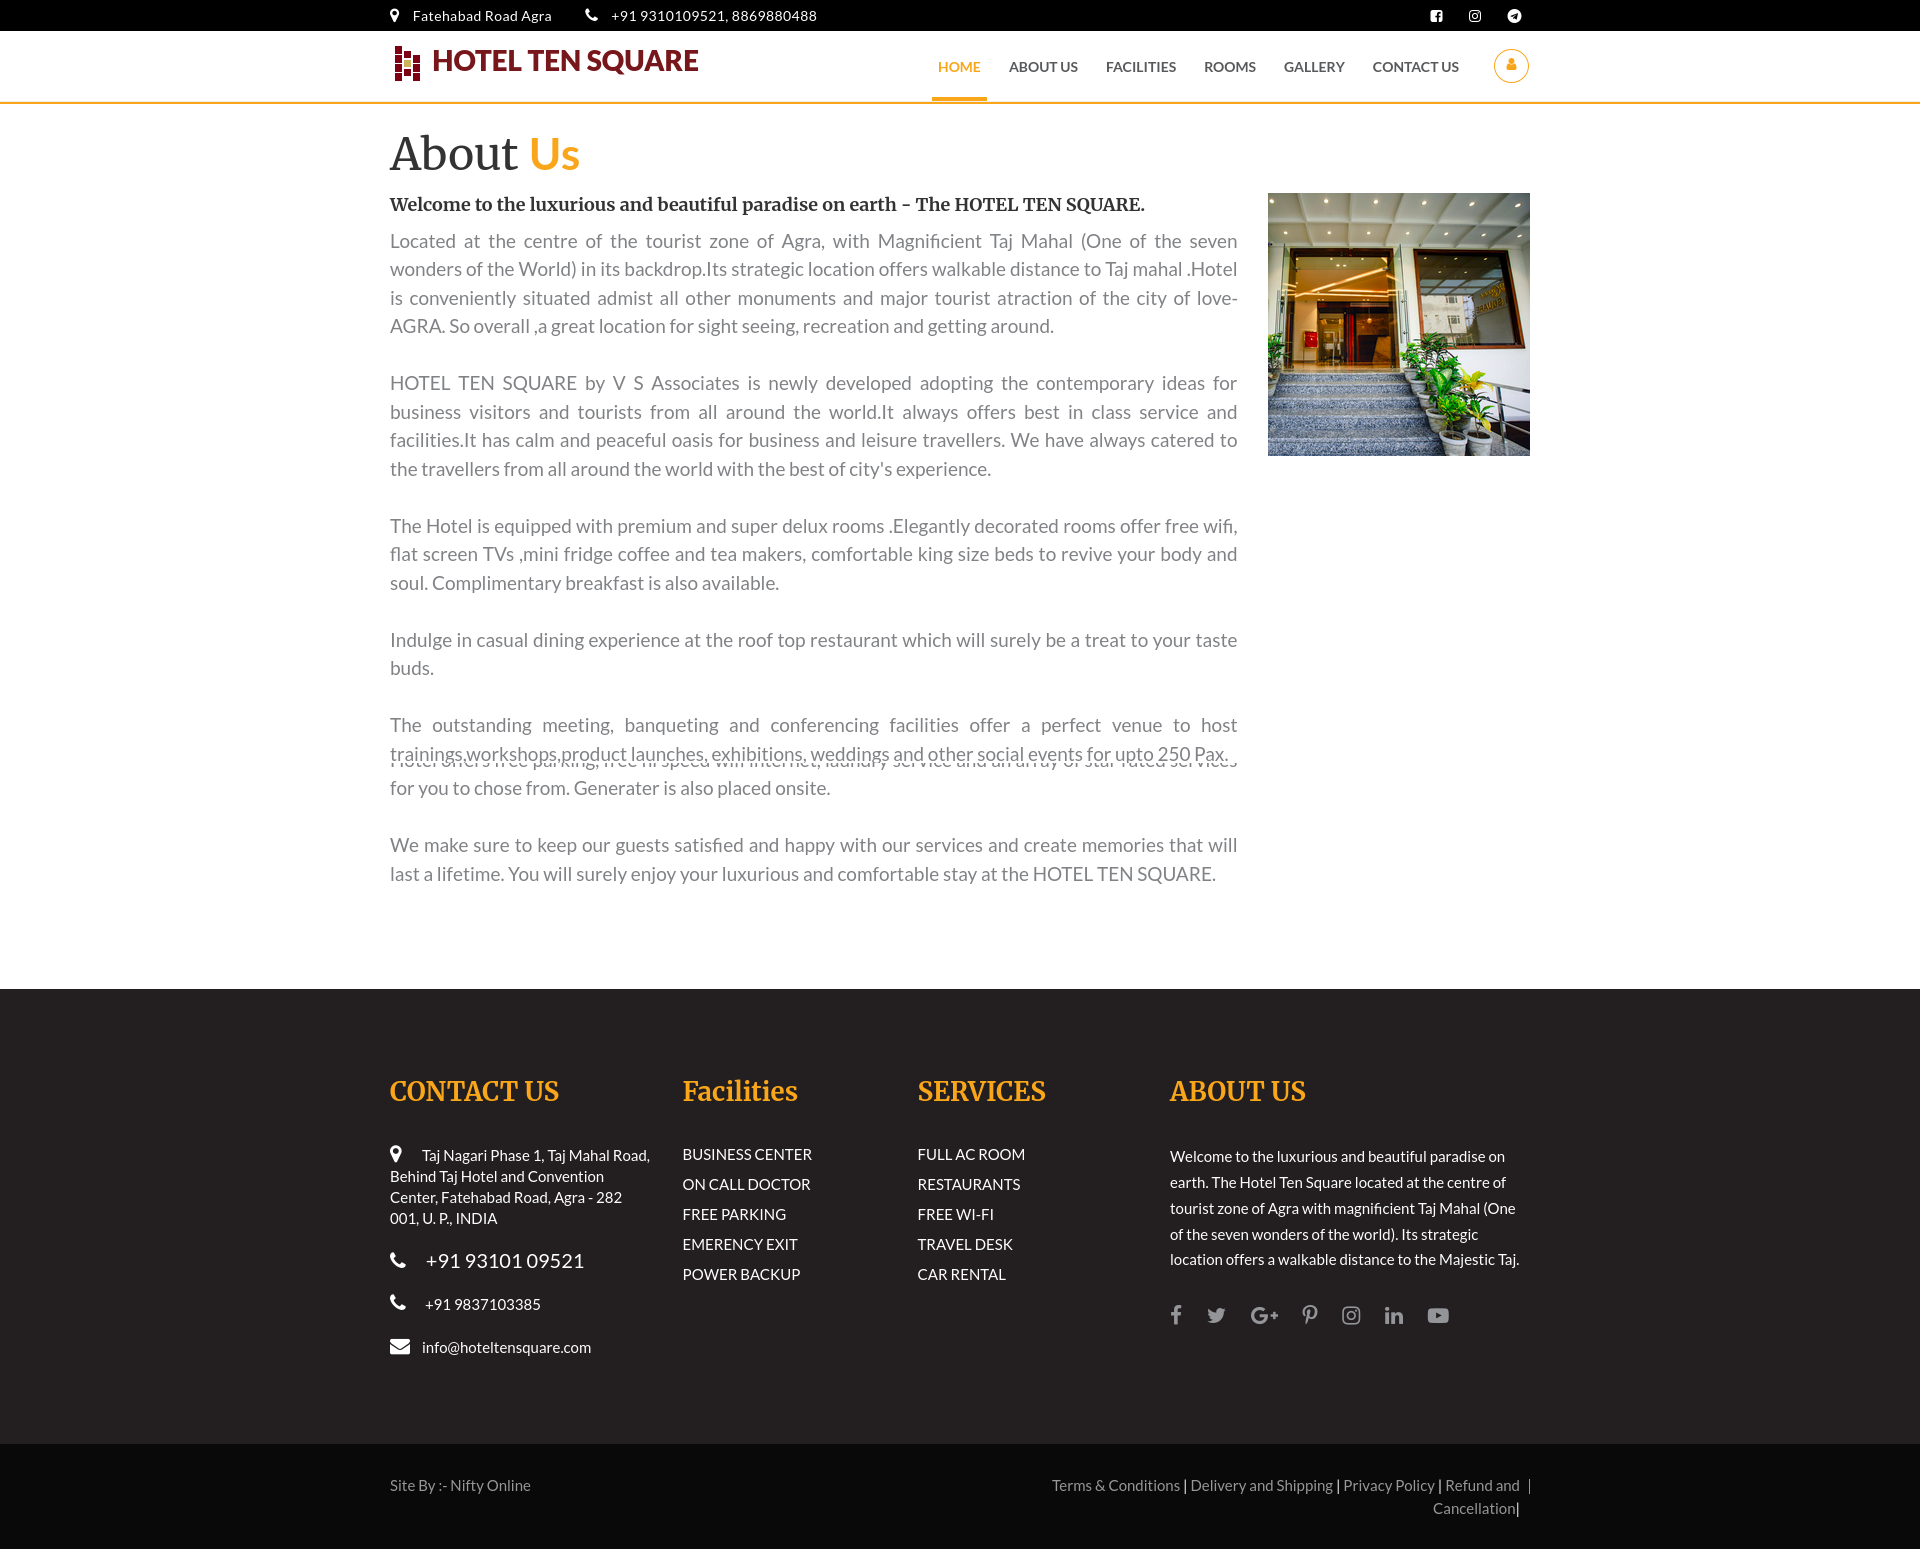 Fatehabad Road Agra +91 9310109521, 8869880488
HOTEL TEN SQUARE
HOME ABOUT US FACILITIES ROOMS GALLERY CONTACT US
About Us
Welcome to the luxurious and beautiful paradise on earth - The HOTEL TEN SQUARE.
Located at the centre of the tourist zone of Agra, with Magnificient Taj Mahal (One of the seven
wonders of the World) in its backdrop.Its strategic location offers walkable distance to Taj mahal .Hotel
is conveniently situated admist all other monuments and major tourist atraction of the city of love-
AGRA. So overall ,a great location for sight seeing, recreation and getting around.
HOTEL TEN SQUARE by V S Associates is newly developed adopting the contemporary ideas for
business visitors and tourists from all around the world.It always offers best in class service and
facilities.It has calm and peaceful oasis for business and leisure travellers. We have always catered to
the travellers from all around the world with the best of city's experience.
The Hotel is equipped with premium and super delux rooms .Elegantly decorated rooms offer free wifi,
flat screen TVs ,mini fridge coffee and tea makers, comfortable king size beds to revive your body and
soul. Complimentary breakfast is also available.
Indulge in casual dining experience at the roof top restaurant which will surely be a treat to your taste
buds.
The outstanding meeting, banqueting and conferencing facilities offer a perfect venue to host
trainings,workshops,product launches, exhibitions, weddings and other social events for upto 250 Pax.
Hotel offers free parking, free hi speed wifi internet, laundry service and an array of star rated services
for you to chose from. Generater is also placed onsite.
We make sure to keep our guests satisfied and happy with our services and create memories that will
last a lifetime. You will surely enjoy your luxurious and comfortable stay at the HOTEL TEN SQUARE.
CONTACT US
Taj Nagari Phase 1, Taj Mahal Road,
Behind Taj Hotel and Convention
Center, Fatehabad Road, Agra - 282
001, U. P., INDIA
+91 93101 09521
+91 9837103385
info@hoteltensquare.com
Facilities
BUSINESS CENTER
ON CALL DOCTOR
FREE PARKING
EMERENCY EXIT
POWER BACKUP
SERVICES
FULL AC ROOM
RESTAURANTS
FREE WI-FI
TRAVEL DESK
CAR RENTAL
ABOUT US
Welcome to the luxurious and beautiful paradise on
earth. The Hotel Ten Square located at the centre of
tourist zone of Agra with magnificient Taj Mahal (One
of the seven wonders of the world). Its strategic
location offers a walkable distance to the Majestic Taj.
Site By :- Nifty Online
Terms & Conditions | Delivery and Shipping | Privacy Policy | Refund and |
Cancellation|